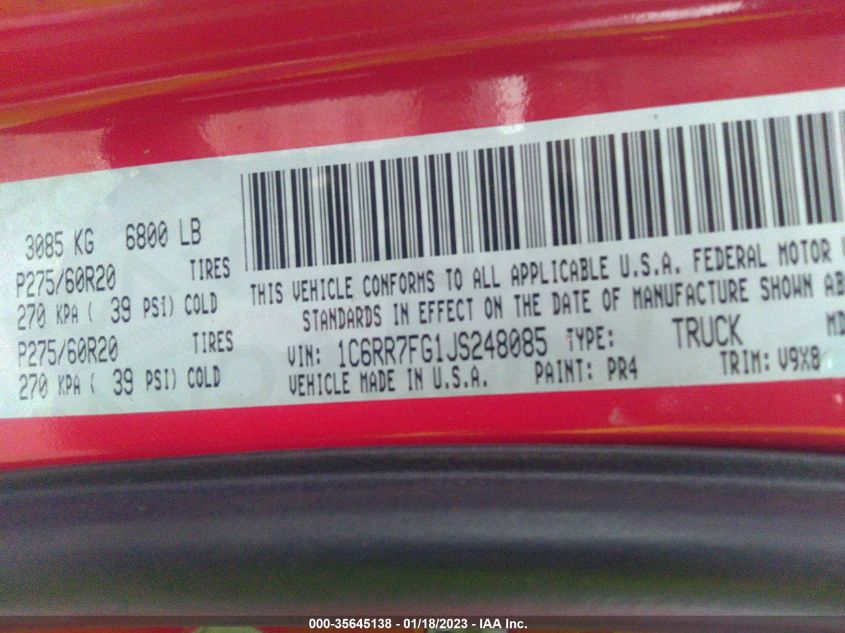 3085 KG 6800 LB
P275/60R20 TIRES
270 KPA ( 39 PSI) COLD
P275/60R20 TIRES
270 KPA ( 39 PSI) COLD
THIS VEHICLE CONFORMS TO ALL APPLICABLE U.S.A. FEDERAL MOTOR
STANDARDS IN EFFECT ON THE DATE OF MANUFACTURE SHOWN AB
VIN: 1C6RR7FG1JS248085 TYPE: TRUCK MD
VEHICLE MADE IN U.S.A. PAINT: PR4 TRIM: V9X8
000-35645138 - 01/18/2023 - IAA Inc.